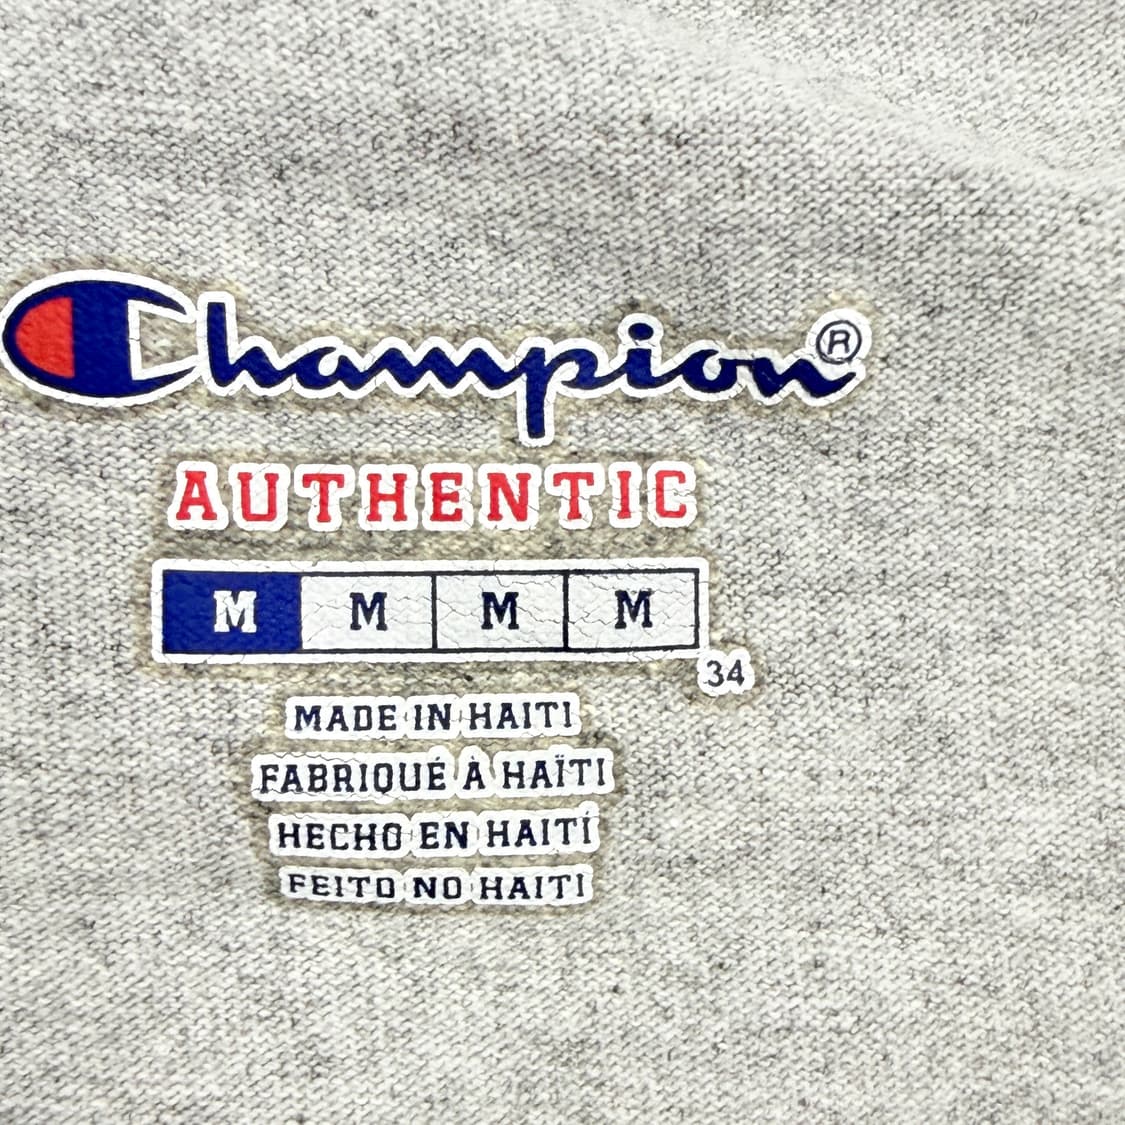 Champion®
AUTHENTIC
M M M M
34
MADE IN HAITI
FABRIQUÉ À HAÏTI
HECHO EN HAITÍ
FEITO NO HAITI